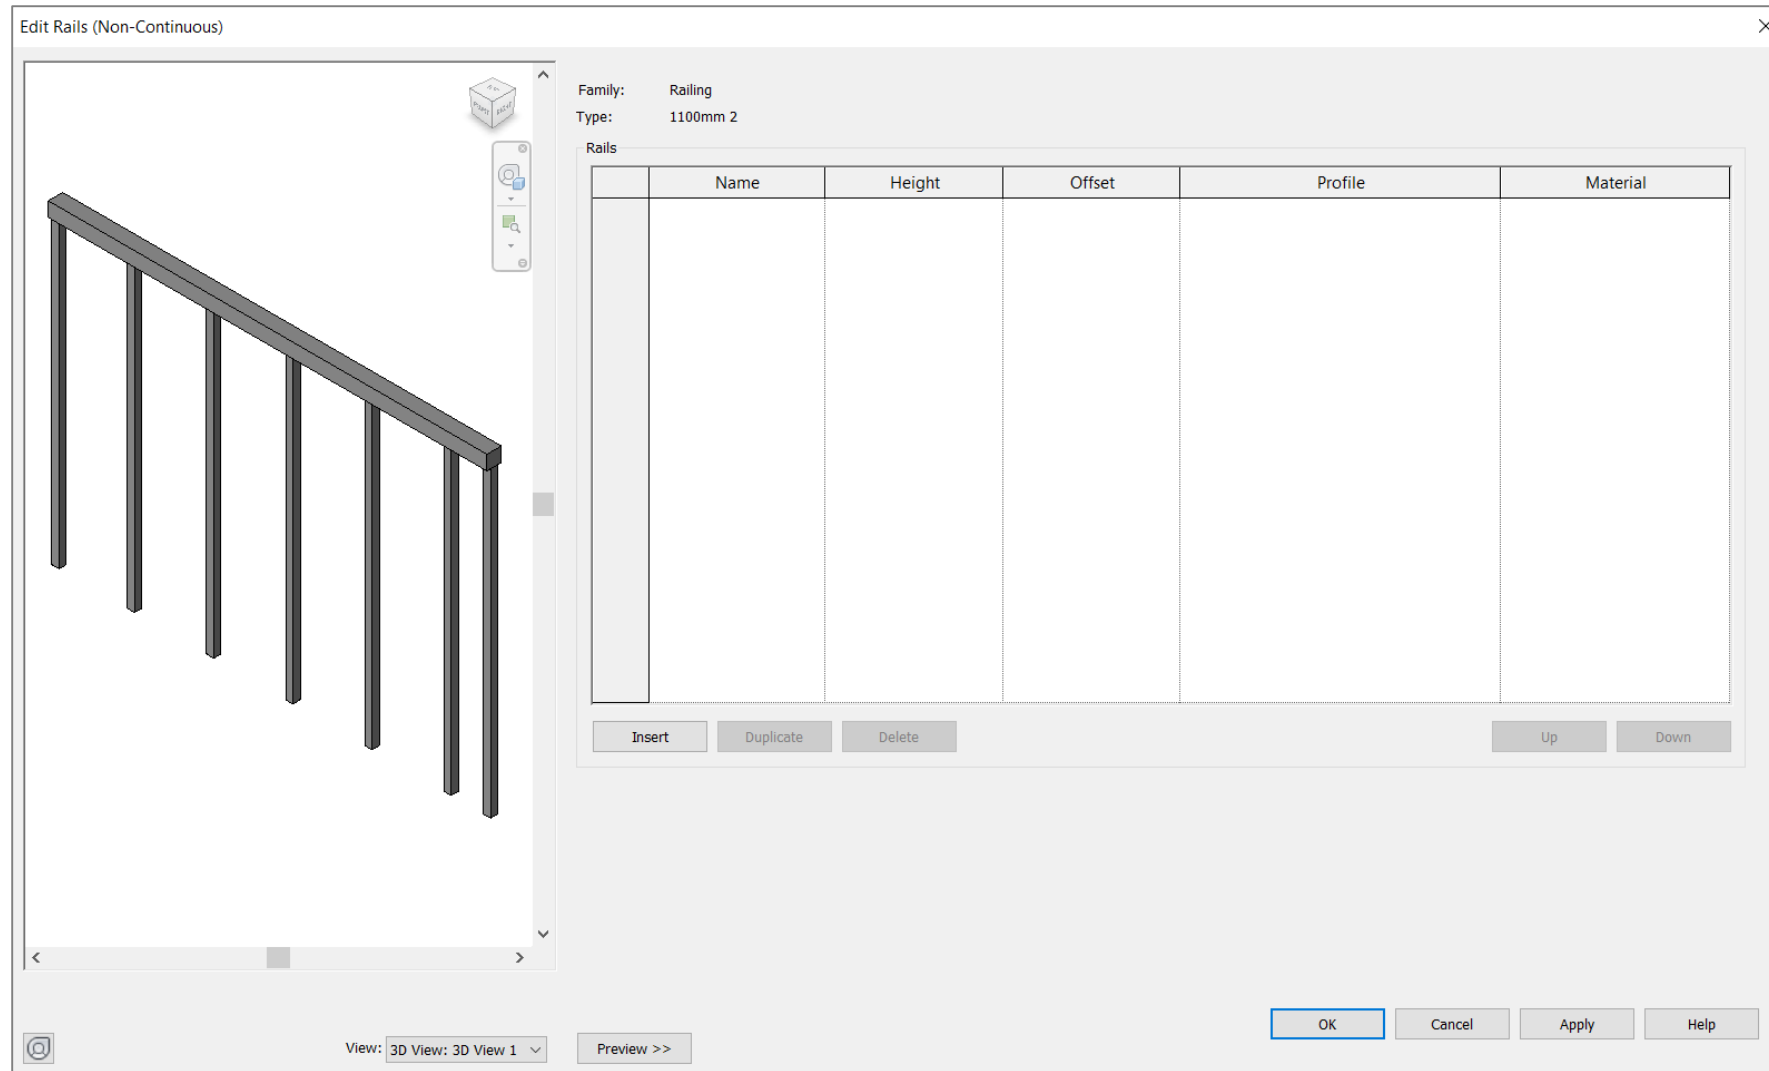 Edit Rails (Non-Continuous)
Family: Railing
Type: 1100mm 2
Rails
Name Height Offset Profile Material
Insert Duplicate Delete Up Down
OK Cancel Apply Help
View: 3D View: 3D View 1 Preview >>